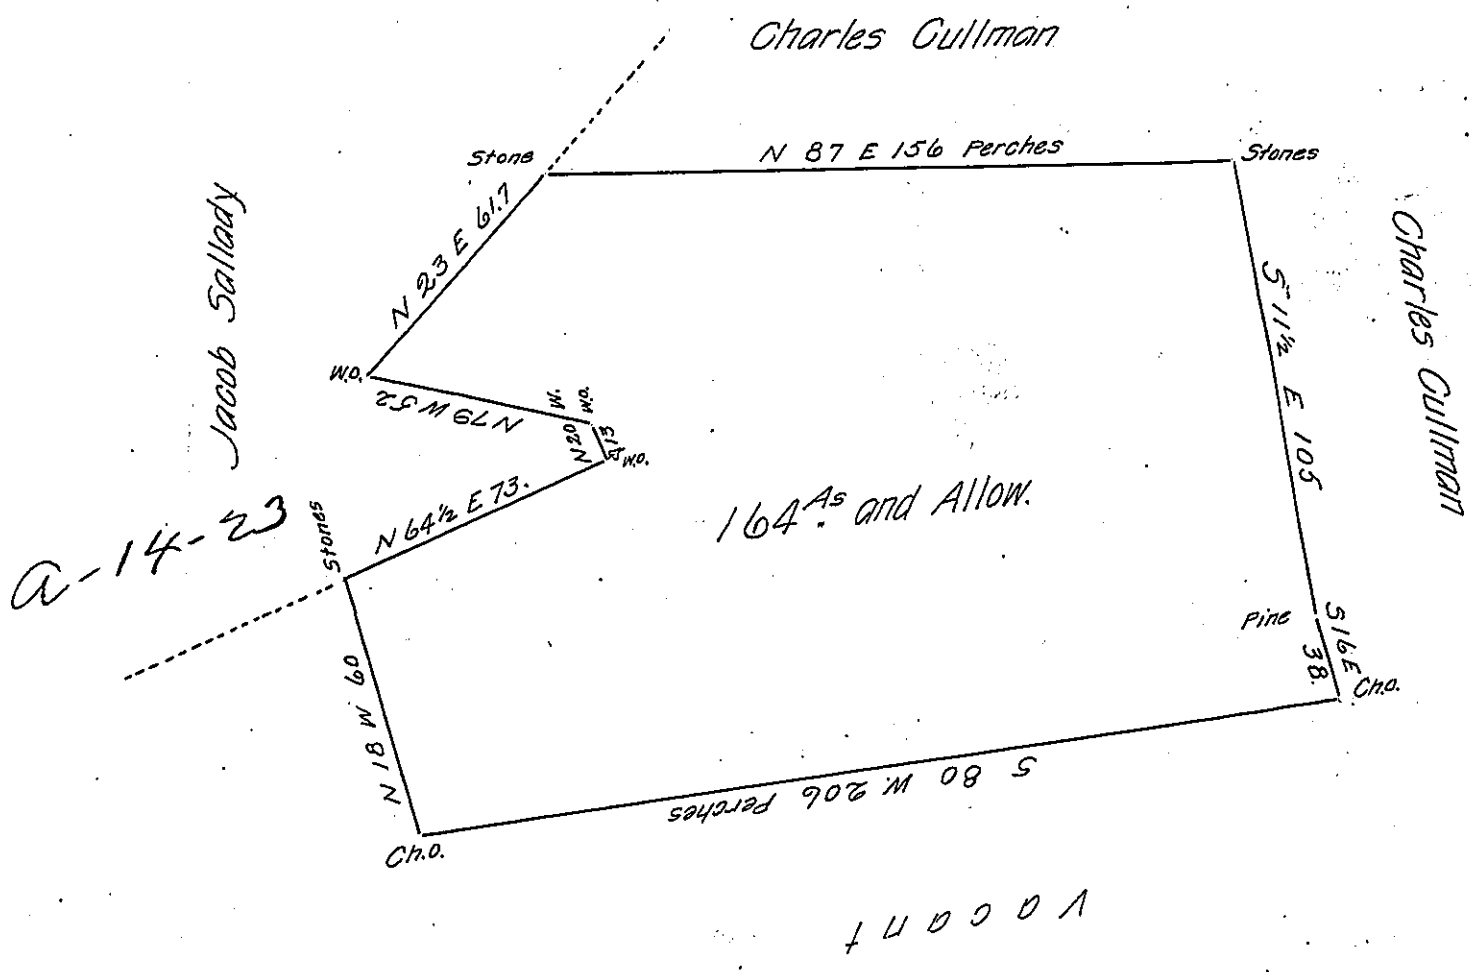 Charles Cullman
Stone
N 87 E 156 Perches
Stones
N 23 E 61.7
Jacob Sallady
Charles Cullman
S 11½ E 105
W.O.
N 79 W 52
W.O.
N 20 W.
13
W.O.
N 64½ E 73.
Stones
a-14-23
164 As. and Allow.
Pine
S 16 E
38.
Ch.O.
N 18 W 60
S 80 W. 206 Perches
Ch.O.
Vacant